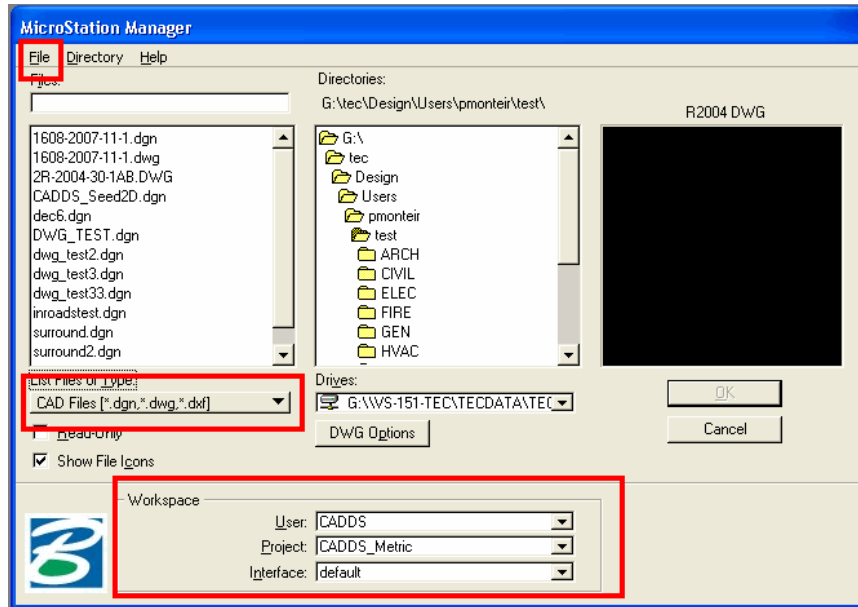 MicroStation Manager
File Directory Help
Files:
Directories:
G:\tec\Design\Users\pmonteir\test\
R2004 DWG
1608-2007-11-1.dgn
1608-2007-11-1.dwg
2R-2004-30-1AB.DWG
CADDS_Seed2D.dgn
dec6.dgn
DWG_TEST.dgn
dwg_test2.dgn
dwg_test3.dgn
dwg_test33.dgn
inroadstest.dgn
surround.dgn
surround2.dgn
G:\
tec
Design
Users
pmonteir
test
ARCH
CIVIL
ELEC
FIRE
GEN
HVAC
List Files of Type:
CAD Files [*.dgn,*.dwg,*.dxf]
Read-Only
Show File Icons
Drives:
G:\\WS-151-TEC\TECDATA\TEC
DWG Options
OK
Cancel
Workspace
User: CADDS
Project: CADDS_Metric
Interface: default